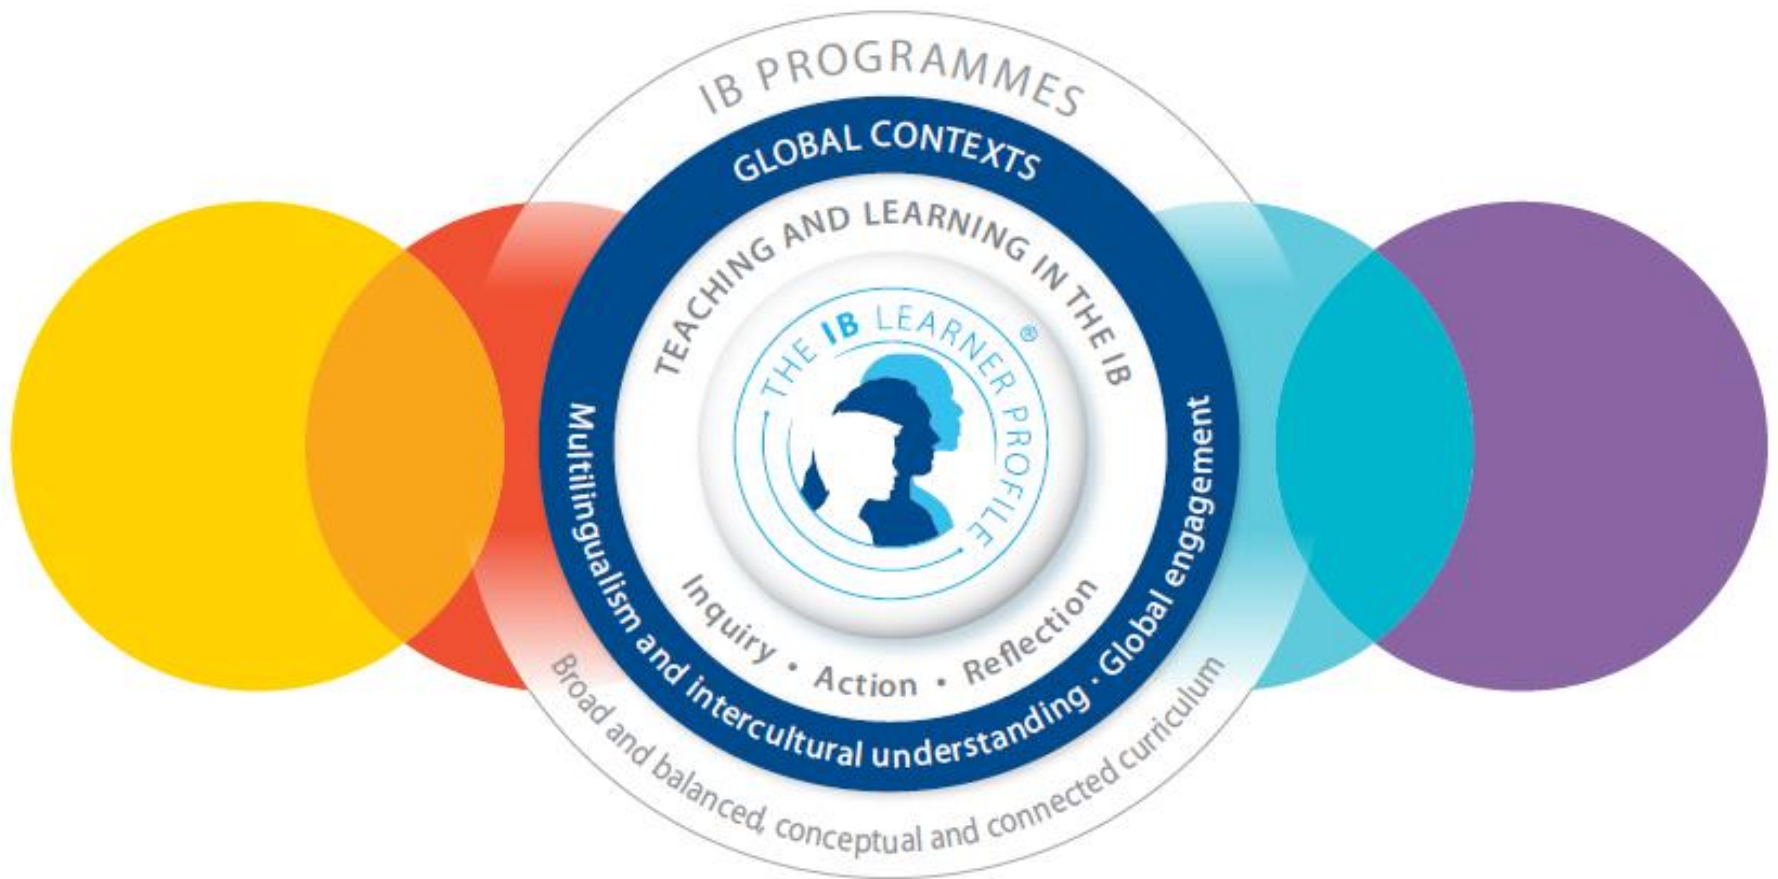 IB PROGRAMMES
GLOBAL CONTEXTS
TEACHING AND LEARNING IN THE IB
THE IB LEARNER PROFILE ®
Inquiry • Action • Reflection
Multilingualism and intercultural understanding · Global engagement
Broad and balanced, conceptual and connected curriculum